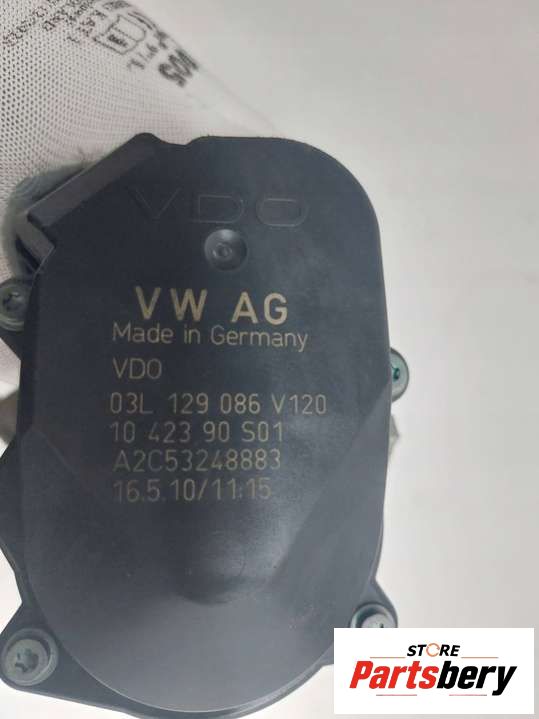 005
VDO
VW AG
Made in Germany
VDO
03L 129 086 V120
10 423 90 S01
A2C53248883
16.5.10/11:15
STORE
Partsbery